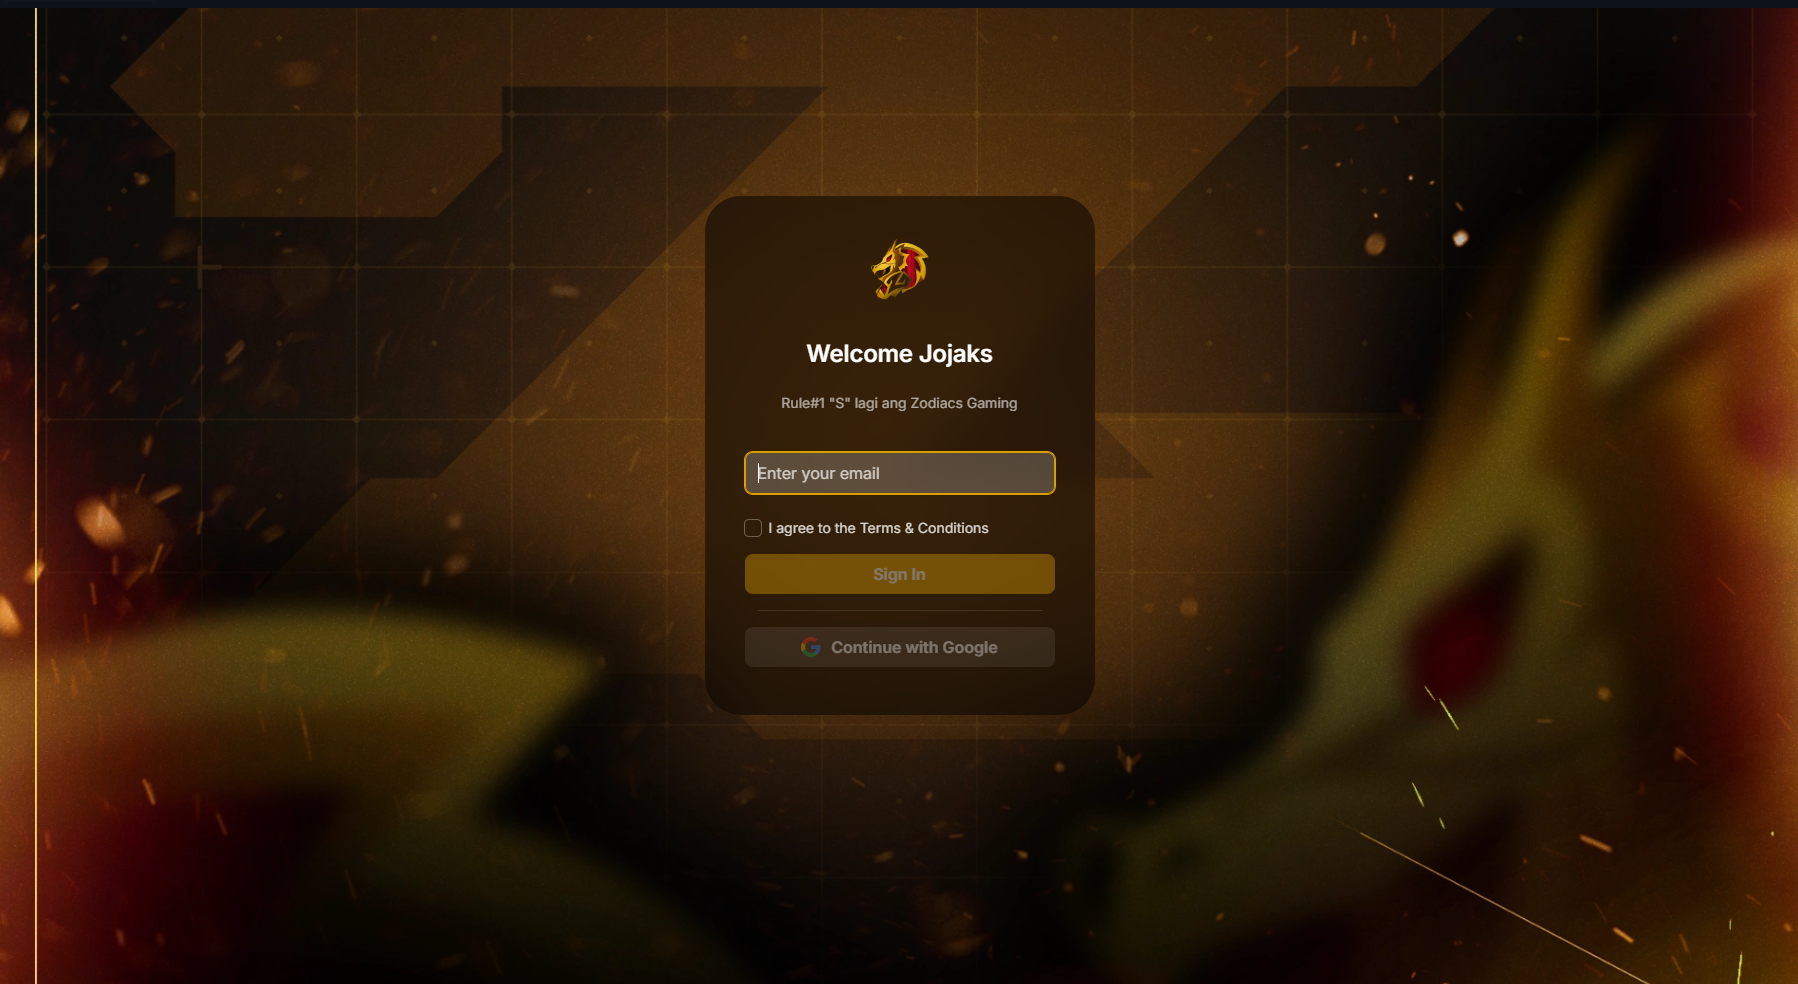 Welcome Jojaks
Rule#1 "S" lagi ang Zodiacs Gaming
Enter your email
I agree to the Terms & Conditions
Sign In
Continue with Google